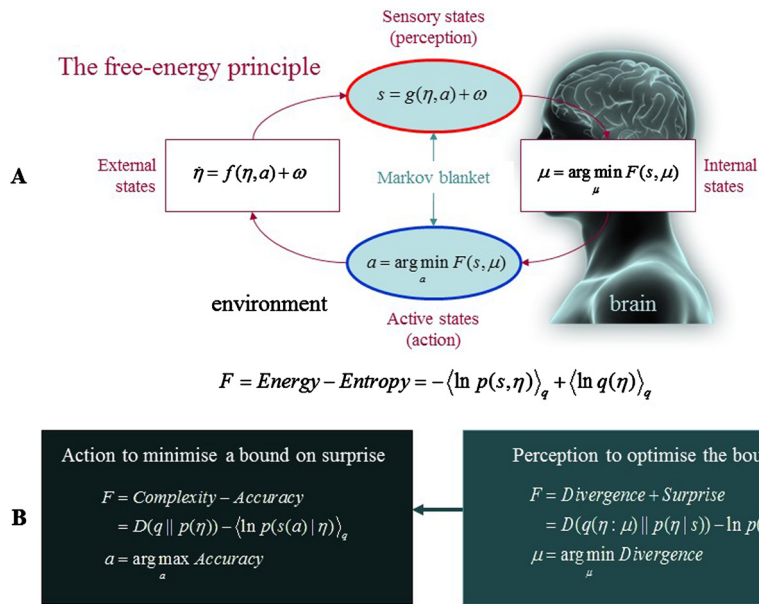 Sensory states
(perception)
The free-energy principle
s = g(η, a) + ω
A
External
states
η̇ = f(η, a) + ω
Markov blanket
μ = arg min F(s, μ)
μ
Internal
states
a = arg min F(s, μ)
a
environment
brain
Active states
(action)
F = Energy – Entropy = –⟨ln p(s, η)⟩q + ⟨ln q(η)⟩q
B
Action to minimise a bound on surprise
F = Complexity – Accuracy
= D(q || p(η)) – ⟨ln p(s(a) | η)⟩q
a = arg max Accuracy
a
Perception to optimise the
F = Divergence + Surprise
= D(q(η : μ) || p(η | s)) – ln p
μ = arg min Divergence
μ